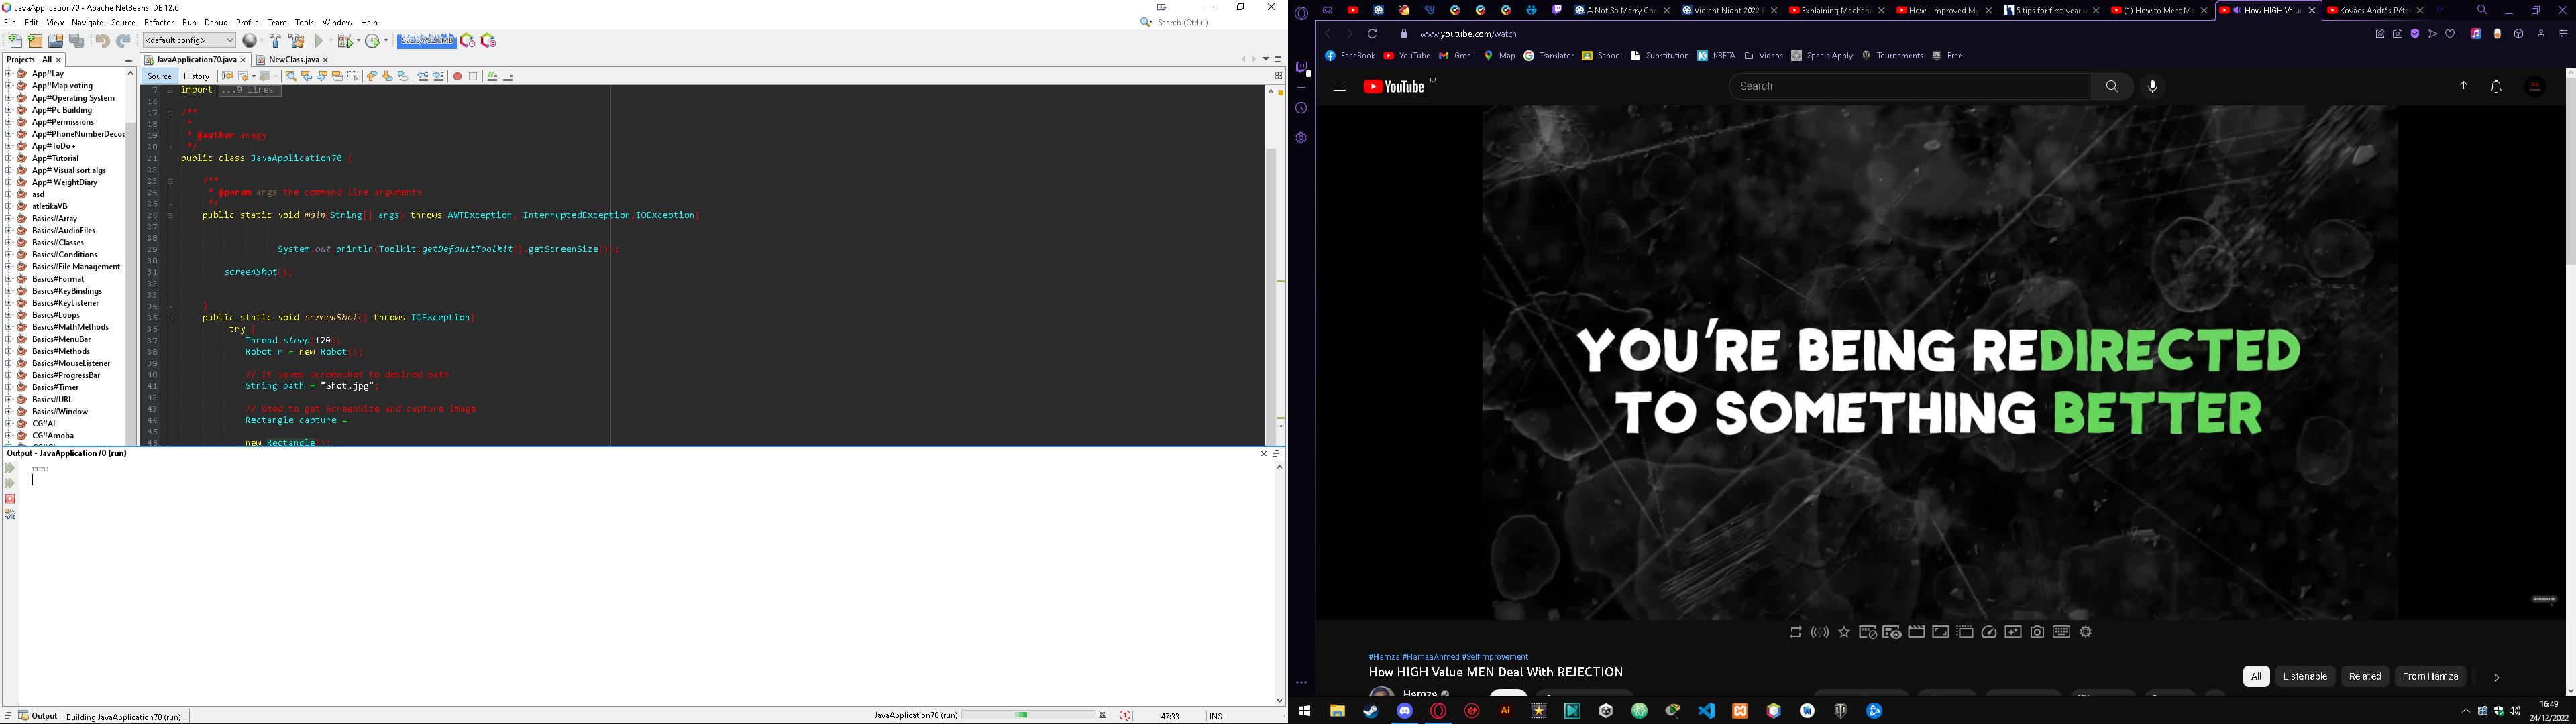 JavaApplication70 - Apache NetBeans IDE 12.6
File Edit View Navigate Source Refactor Run Debug Profile Team Tools Window Help
Search (Ctrl+I)
<default config>
Projects - All
App#Lay
App#Map voting
App#Operating System
App#Pc Building
App#Permissions
App#PhoneNumberDecoc
App#ToDo+
App#Tutorial
App# Visual sort algs
App# WeightDiary
asd
atletikaVB
Basics#Array
Basics#AudioFiles
Basics#Classes
Basics#Conditions
Basics#File Management
Basics#Format
Basics#KeyBindings
Basics#KeyListener
Basics#Loops
Basics#MathMethods
Basics#MenuBar
Basics#Methods
Basics#MouseListener
Basics#ProgressBar
Basics#Timer
Basics#URL
Basics#Window
CG#AI
CG#Amoba
JavaApplication70.java NewClass.java
Source History
7 import ...9 lines
16
17 /**
18 *
19 * @author anagy
20 */
21 public class JavaApplication70 {
22
23 /**
24 * @param args the command line arguments
25 */
26 public static void main(String[] args) throws AWTException, InterruptedException,IOException{
27
28
29 System.out.println(Toolkit.getDefaultToolkit().getScreenSize());
30
31 screenShot();
32
33
34 }
35 public static void screenShot() throws IOException{
36 try {
37 Thread.sleep(120);
38 Robot r = new Robot();
39
40 // It saves screenshot to desired path
41 String path = "Shot.jpg";
42
43 // Used to get ScreenSize and capture image
44 Rectangle capture =
45
46 new Rectangle();
Output - JavaApplication70 (run)
run:
Output Building JavaApplication70 (run)... JavaApplication70 (run) 47:33 INS
A Not So Merry Chr Violent Night 2022 Explaining Mechani How I Improved My 5 tips for first-year u (1) How to Meet Mo How HIGH Value Kovács András Péte
www.youtube.com/watch
FaceBook YouTube Gmail Map Translator School Substitution KRETA Videos SpecialApply Tournaments Free
YouTube HU
Search
YOU'RE BEING REDIRECTED
TO SOMETHING BETTER
#Hamza #HamzaAhmed #SelfImprovement
How HIGH Value MEN Deal With REJECTION
Hamza
All Listenable Related From Hamza
16:49
24/12/2022